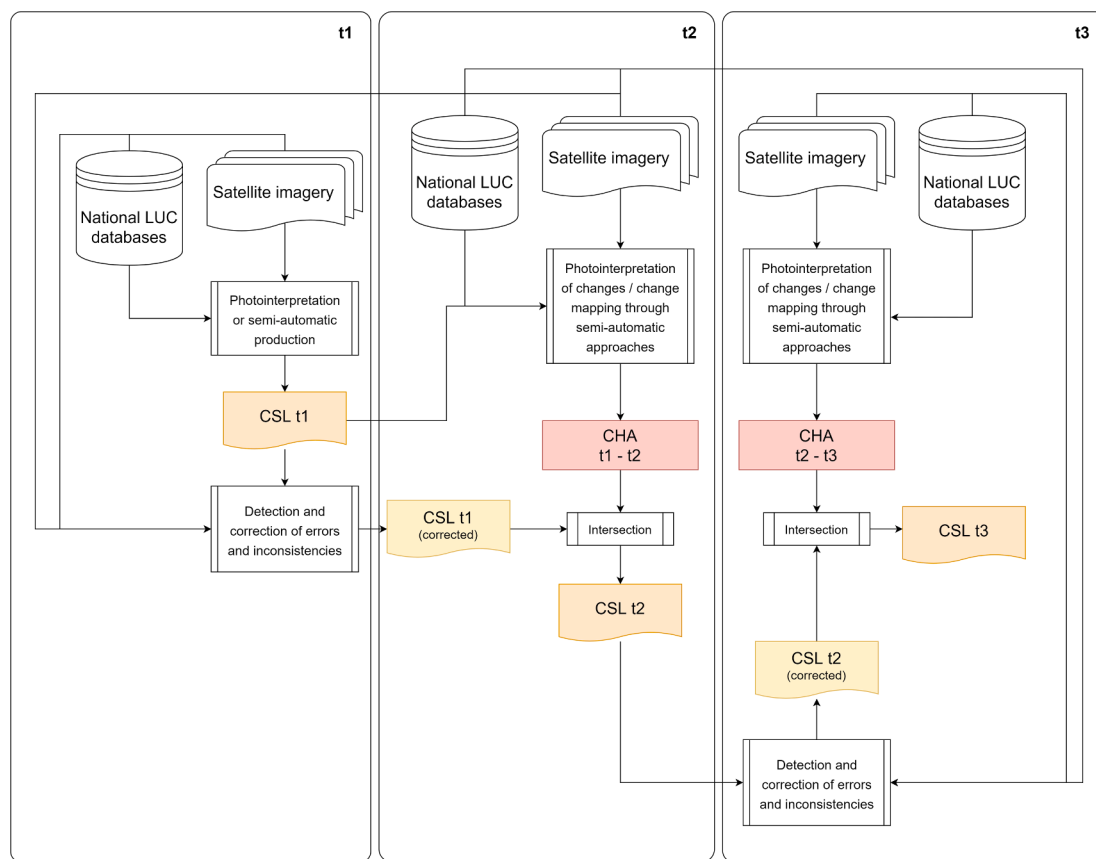 t1
National LUC
databases
Satellite imagery
Photointerpretation
or semi-automatic
production
CSL t1
Detection and
correction of errors
and inconsistencies
t2
National LUC
databases
Satellite imagery
Photointerpretation
of changes / change
mapping through
semi-automatic
approaches
CHA
t1 - t2
CSL t1
(corrected)
Intersection
CSL t2
t3
Satellite imagery
National LUC
databases
Photointerpretation
of changes / change
mapping through
semi-automatic
approaches
CHA
t2 - t3
Intersection
CSL t3
CSL t2
(corrected)
Detection and
correction of errors
and inconsistencies